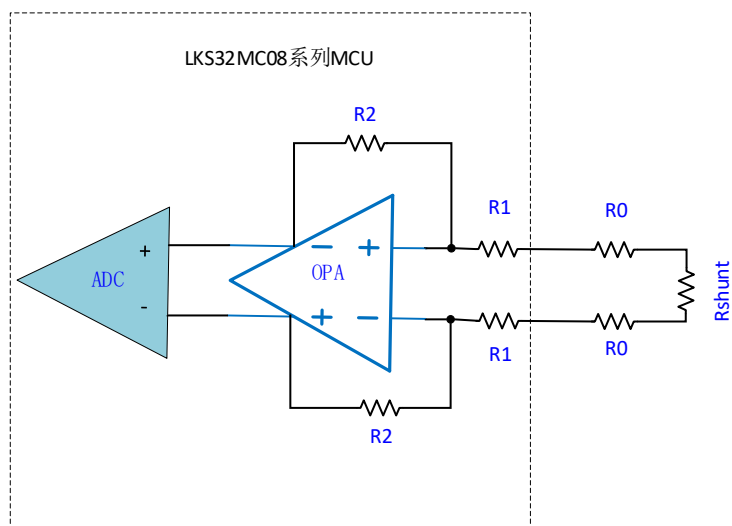 LKS32MC08系列MCU
R2
R1
R0
ADC
+
-
OPA
− +
+ −
Rshunt
R1
R0
R2